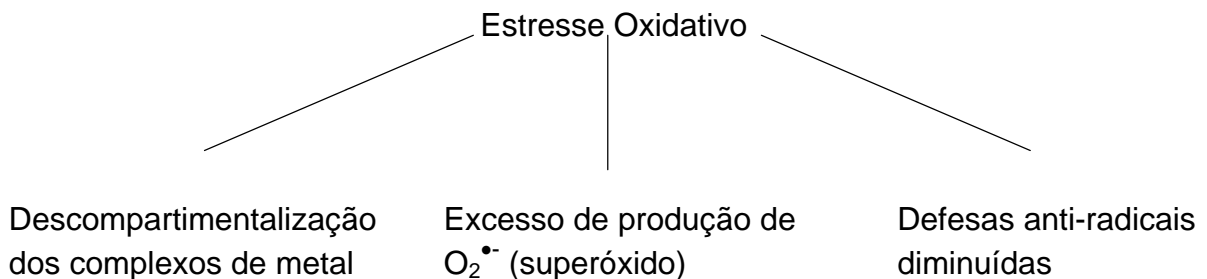 Estresse Oxidativo
Descompartimentalização
dos complexos de metal
Excesso de produção de
O₂•- (superóxido)
Defesas anti-radicais
diminuídas